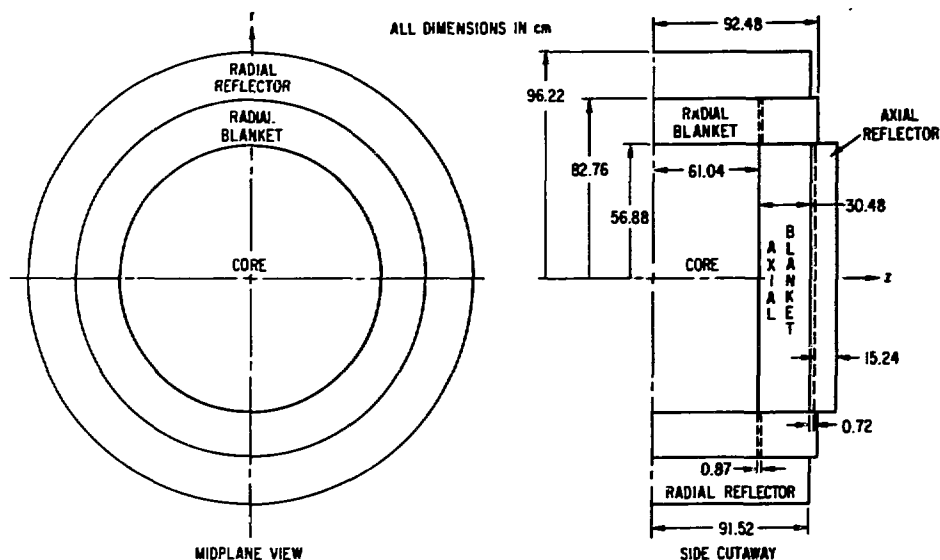 r
ALL DIMENSIONS IN cm
RADIAL
REFLECTOR
RADIAL
BLANKET
CORE
MIDPLANE VIEW
92.48
96.22
82.76
56.88
RADIAL
BLANKET
61.04
AXIAL
REFLECTOR
30.48
CORE
AXIAL
BLANKET
z
15.24
0.72
0.87
RADIAL REFLECTOR
91.52
SIDE CUTAWAY